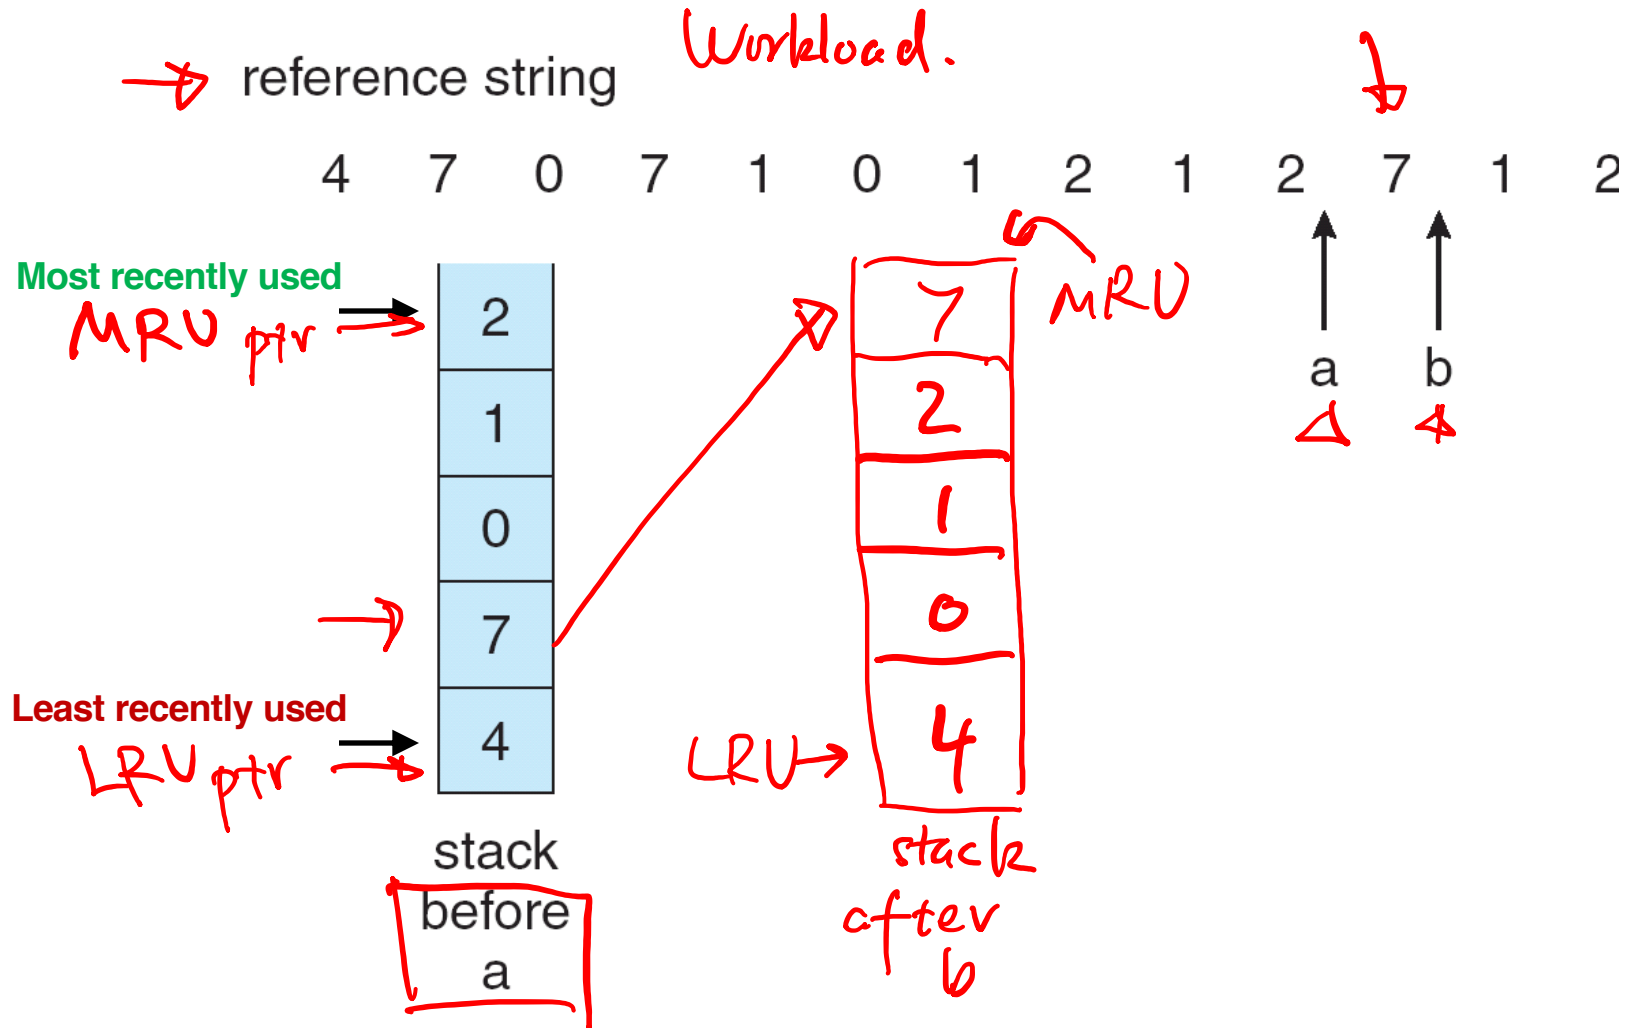 Workload.
reference string
4 7 0 7 1 0 1 2 1 2 7 1 2
Most recently used
MRU ptr
2
1
0
7
4
Least recently used
LRU ptr
stack
before
a
MRU
7
2
1
0
4
LRU
stack
after
b
a
b